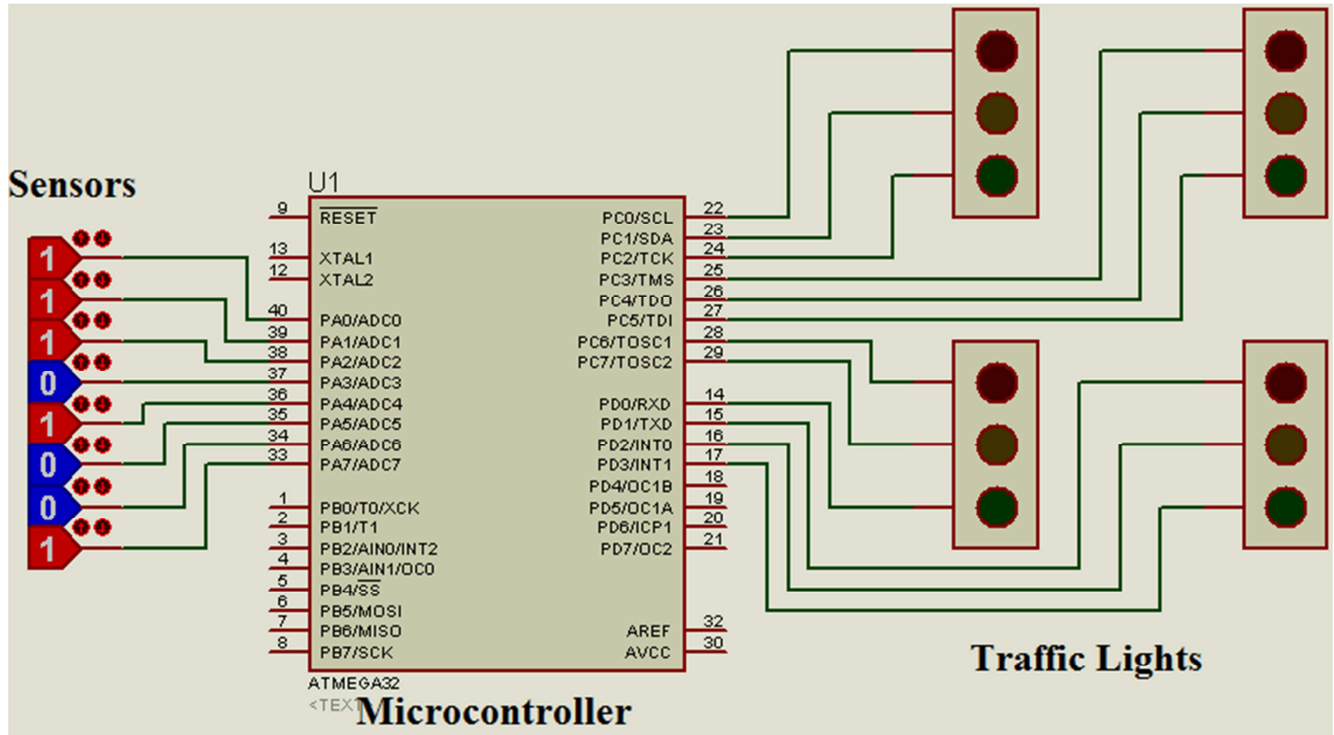 Sensors
1
1
1
0
1
0
0
1
U1
9 RESET
13 XTAL1
12 XTAL2
40 PA0/ADC0
39 PA1/ADC1
38 PA2/ADC2
37 PA3/ADC3
36 PA4/ADC4
35 PA5/ADC5
34 PA6/ADC6
33 PA7/ADC7
1 PB0/T0/XCK
2 PB1/T1
3 PB2/AIN0/INT2
4 PB3/AIN1/OC0
5 PB4/SS
6 PB5/MOSI
7 PB6/MISO
8 PB7/SCK
PC0/SCL 22
PC1/SDA 23
PC2/TCK 24
PC3/TMS 25
PC4/TDO 26
PC5/TDI 27
PC6/TOSC1 28
PC7/TOSC2 29
PD0/RXD 14
PD1/TXD 15
PD2/INT0 16
PD3/INT1 17
PD4/OC1B 18
PD5/OC1A 19
PD6/ICP1 20
PD7/OC2 21
AREF 32
AVCC 30
ATMEGA32
<TEX
Microcontroller
Traffic Lights